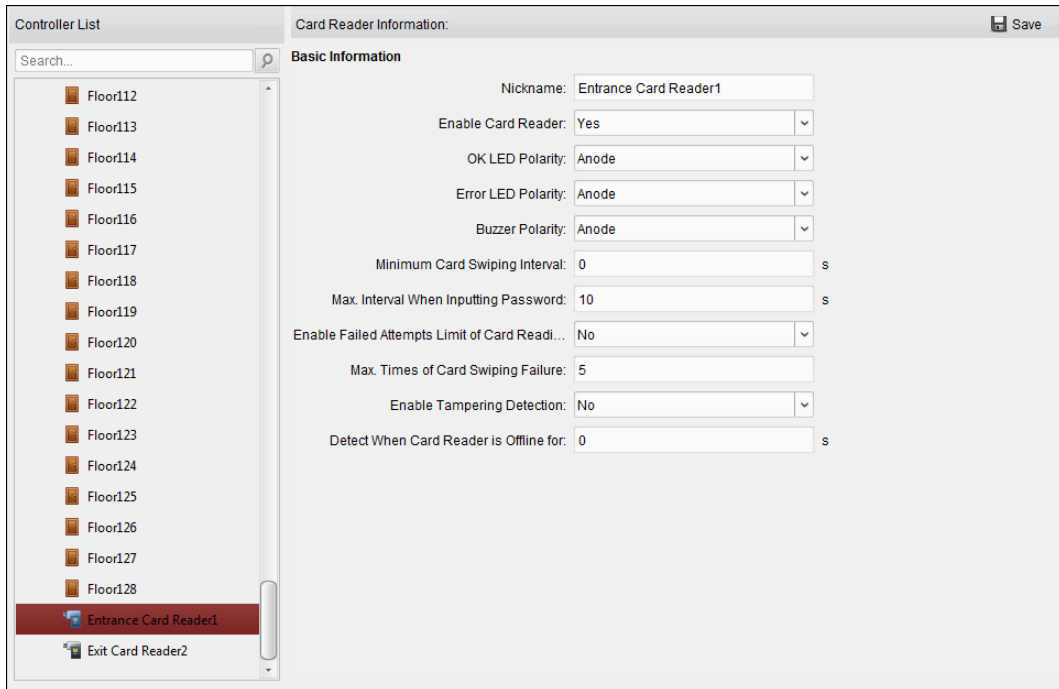 Controller List
Search...
Floor112
Floor113
Floor114
Floor115
Floor116
Floor117
Floor118
Floor119
Floor120
Floor121
Floor122
Floor123
Floor124
Floor125
Floor126
Floor127
Floor128
Entrance Card Reader1
Exit Card Reader2
Card Reader Information:
Save
Basic Information
Nickname: Entrance Card Reader1
Enable Card Reader: Yes
OK LED Polarity: Anode
Error LED Polarity: Anode
Buzzer Polarity: Anode
Minimum Card Swiping Interval: 0 s
Max. Interval When Inputting Password: 10 s
Enable Failed Attempts Limit of Card Readi... No
Max. Times of Card Swiping Failure: 5
Enable Tampering Detection: No
Detect When Card Reader is Offline for: 0 s